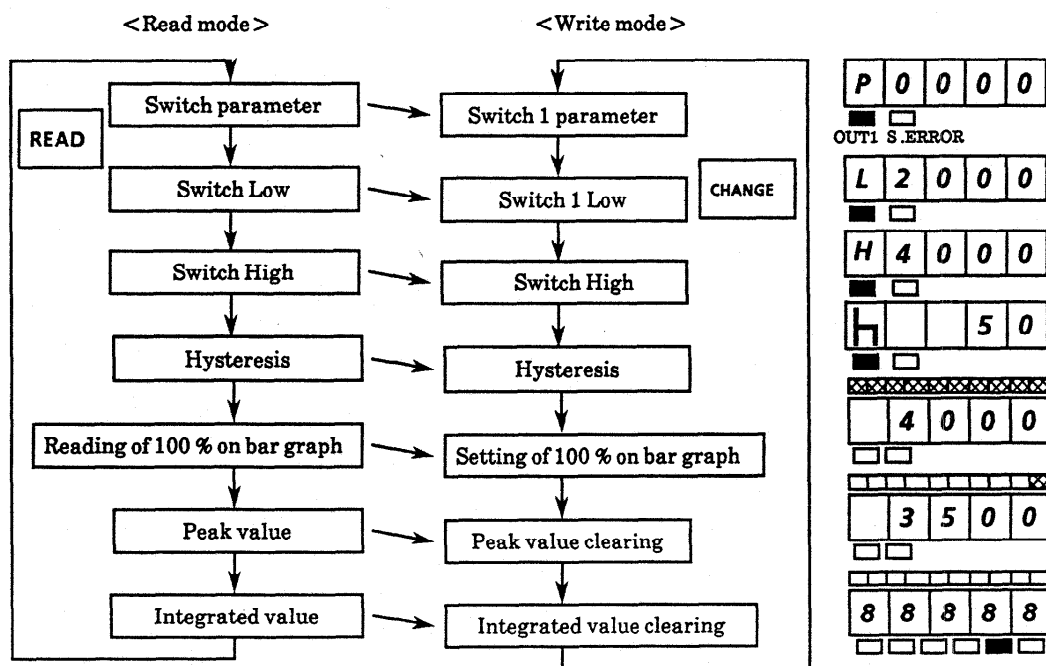 <Read mode>
<Write mode>
READ
Switch parameter
Switch 1 parameter
P 0 0 0 0
OUT1 S.ERROR
Switch Low
Switch 1 Low
CHANGE
L 2 0 0 0
Switch High
Switch High
H 4 0 0 0
Hysteresis
Hysteresis
h 5 0
Reading of 100 % on bar graph
Setting of 100 % on bar graph
4 0 0 0
Peak value
Peak value clearing
3 5 0 0
Integrated value
Integrated value clearing
8 8 8 8 8